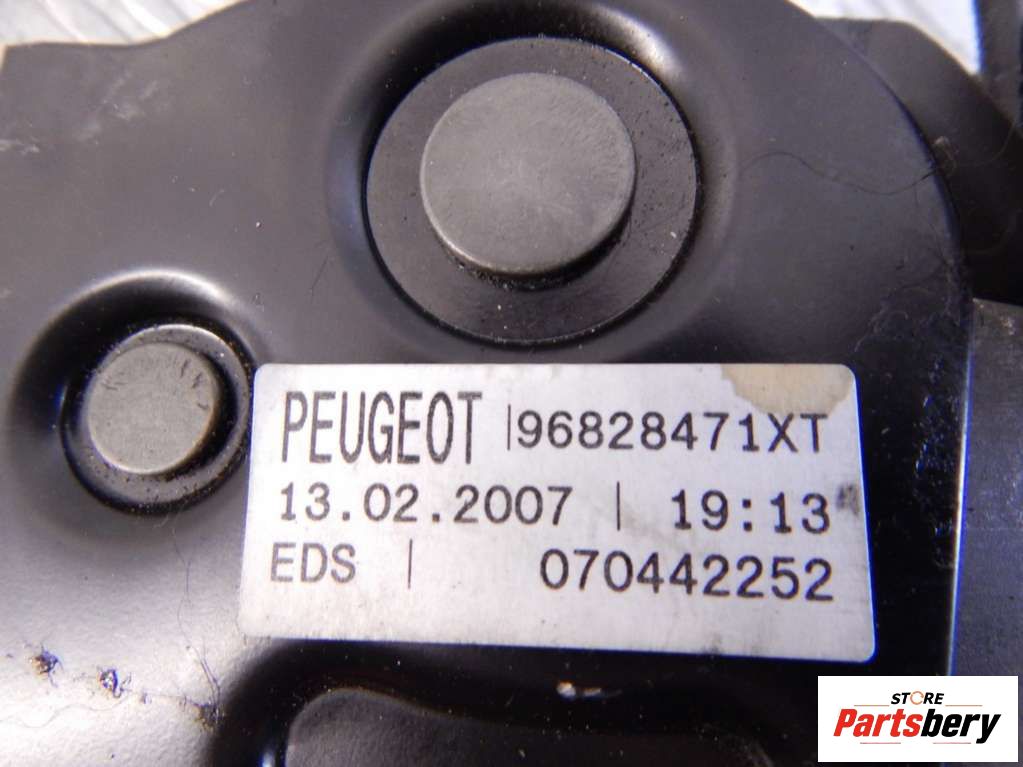 PEUGEOT | 96828471XT
13.02.2007 | 19:13
EDS | 070442252
STORE
Partsbery